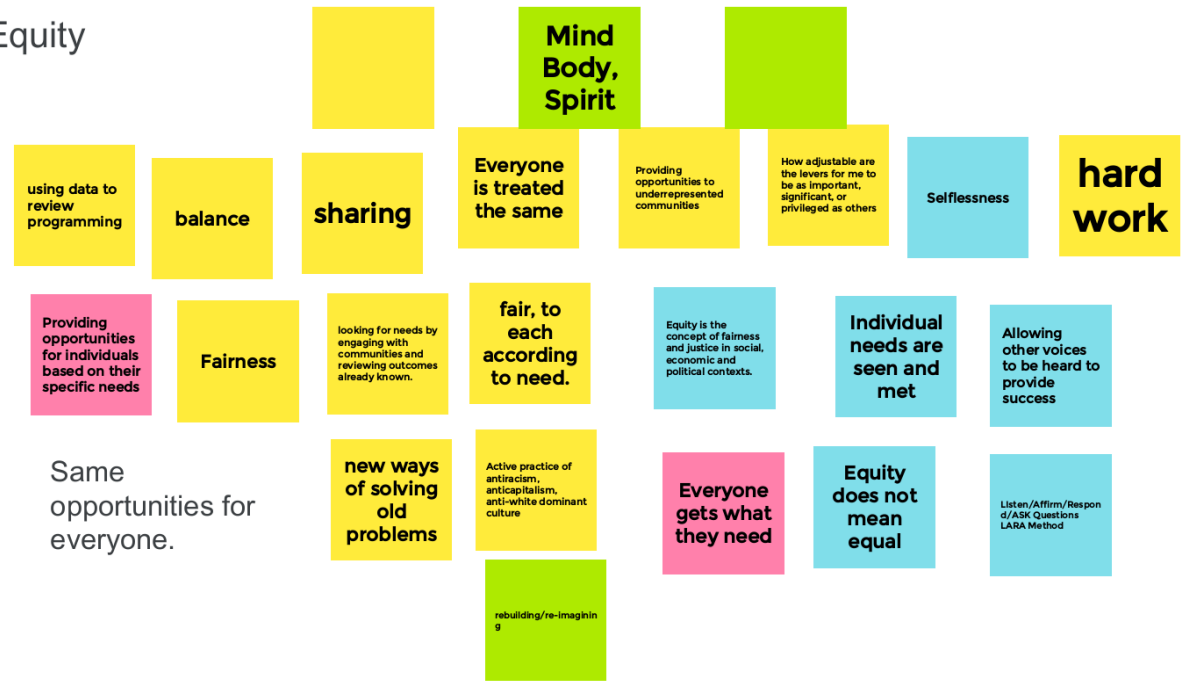 Equity
Mind
Body,
Spirit
using data to
review
programming
balance
sharing
Everyone
is treated
the same
Providing
opportunities to
underrepresented
communities
How adjustable are
the levers for me to
be as important,
significant, or
privileged as others
Selflessness
hard
work
Providing
opportunities
for individuals
based on their
specific needs
Fairness
looking for needs by
engaging with
communities and
reviewing outcomes
already known.
fair, to
each
according
to need.
Equity is the
concept of fairness
and justice in social,
economic and
political contexts.
Individual
needs are
seen and
met
Allowing
other voices
to be heard to
provide
success
Same
opportunities for
everyone.
new ways
of solving
old
problems
Active practice of
antiracism,
anticapitalism,
anti-white dominant
culture
Everyone
gets what
they need
Equity
does not
mean
equal
Listen/Affirm/Respon
d/ASK Questions
LARA Method
rebuilding/re-imaginin
g